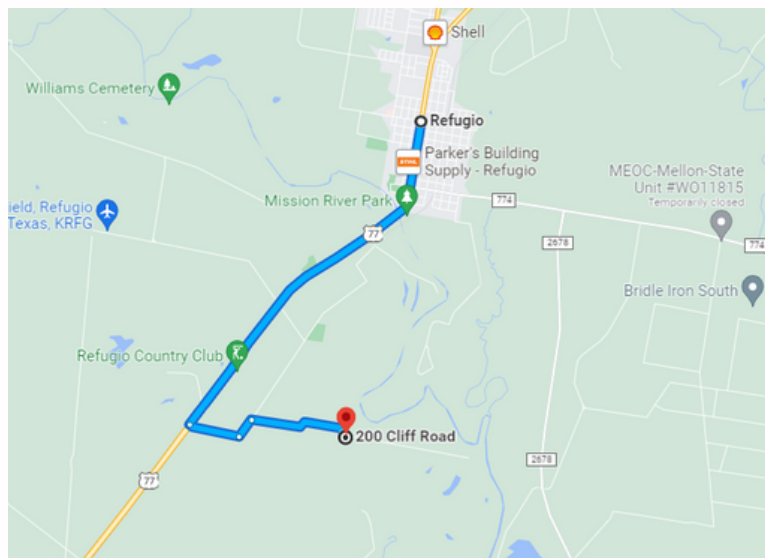 Shell
Williams Cemetery
Refugio
STIHL
Parker's Building
Supply - Refugio
MEOC-Mellon-State
Unit #WO11815
Temporarily closed
Mission River Park
774
ield, Refugio
Texas, KRFG
77
2678
774
Bridle Iron South
Refugio Country Club
200 Cliff Road
2678
77